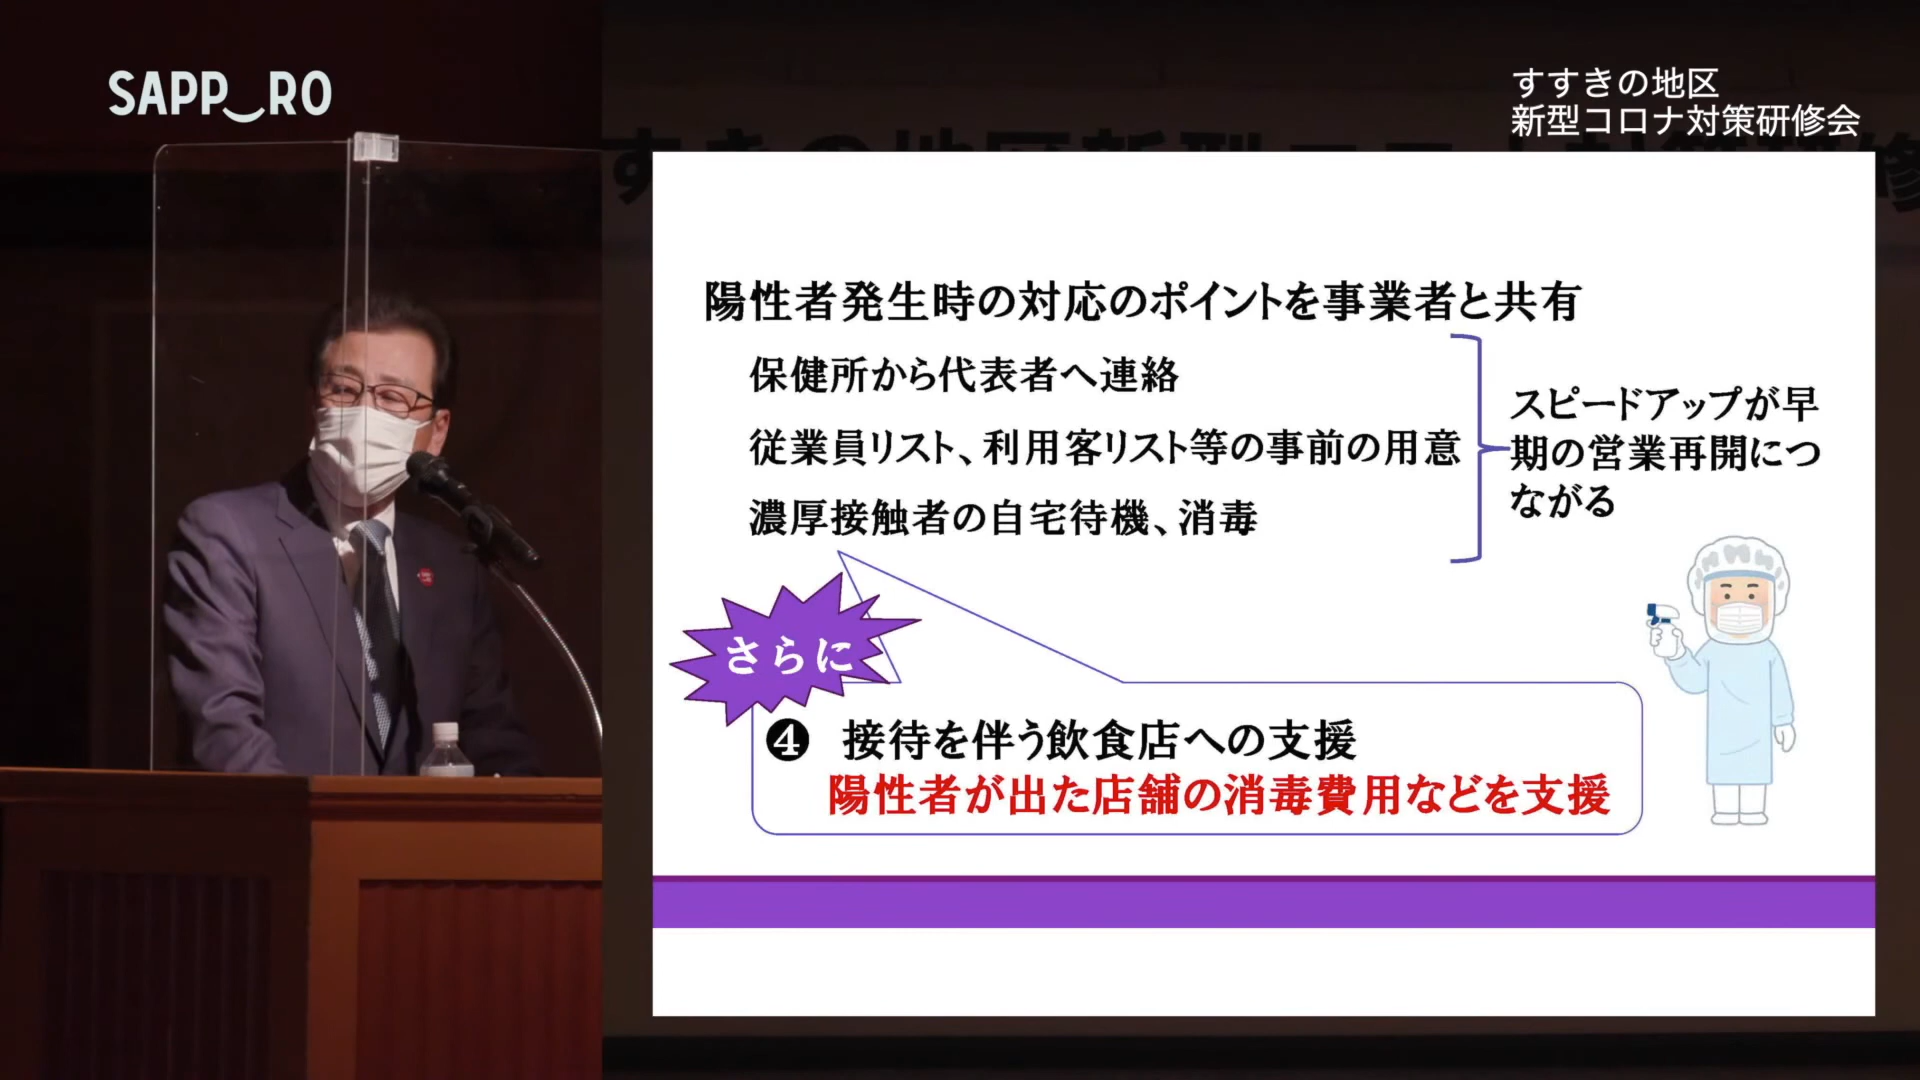 SAPP‿RO
すすきの地区
新型コロナ対策研修会
陽性者発生時の対応のポイントを事業者と共有
保健所から代表者へ連絡
従業員リスト、利用客リスト等の事前の用意
濃厚接触者の自宅待機、消毒
スピードアップが早
期の営業再開につ
ながる
さらに
❹ 接待を伴う飲食店への支援
陽性者が出た店舗の消毒費用などを支援